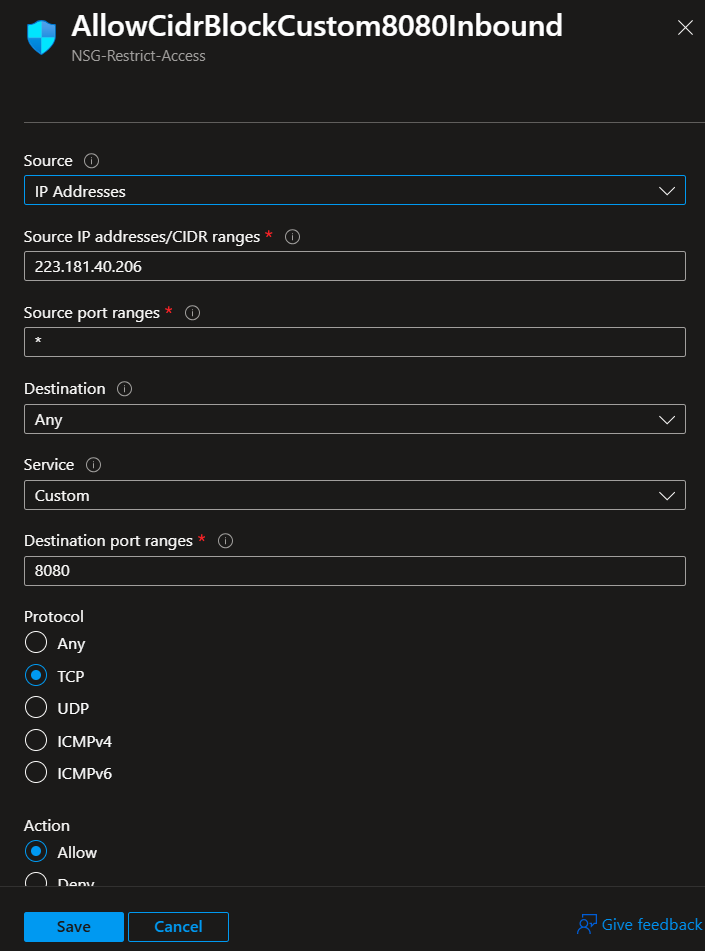 AllowCidrBlockCustom8080Inbound
NSG-Restrict-Access
Source
IP Addresses
Source IP addresses/CIDR ranges *
223.181.40.206
Source port ranges *
*
Destination
Any
Service
Custom
Destination port ranges *
8080
Protocol
Any
TCP
UDP
ICMPv4
ICMPv6
Action
Allow
Deny
Save Cancel Give feedback